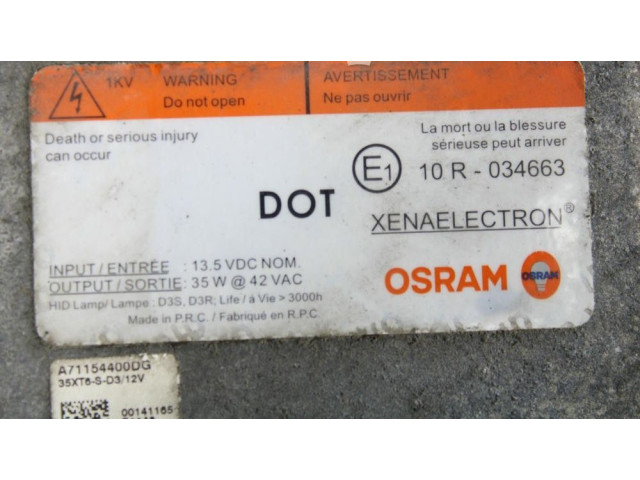 1KV WARNING
Do not open
AVERTISSEMENT
Ne pas ouvrir
Death or serious injury
can occur
La mort ou la blessure
sérieuse peut arriver
E1 10 R - 034663
DOT
XENAELECTRON®
INPUT/ENTRÉE : 13.5 VDC NOM.
OUTPUT/SORTIE: 35 W @ 42 VAC
HID Lamp/ Lampe : D3S, D3R; Life / à Vie > 3000h
Made in P.R.C. / Fabriqué en R.P.C.
OSRAM OSRAM
A71154400DG
35XT6-S-D3/12V
00141165